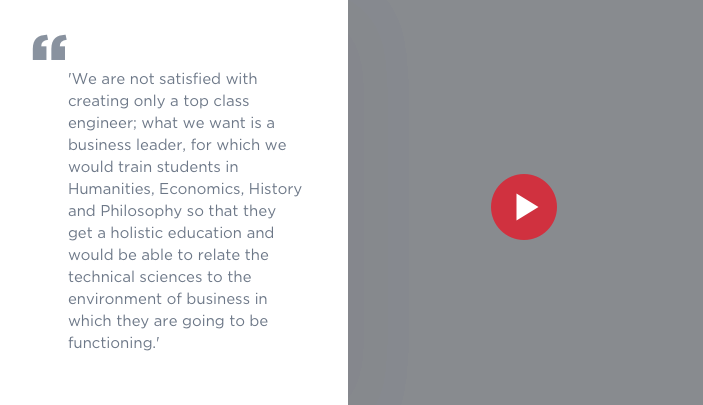 “
'We are not satisfied with
creating only a top class
engineer; what we want is a
business leader, for which we
would train students in
Humanities, Economics, History
and Philosophy so that they
get a holistic education and
would be able to relate the
technical sciences to the
environment of business in
which they are going to be
functioning.'